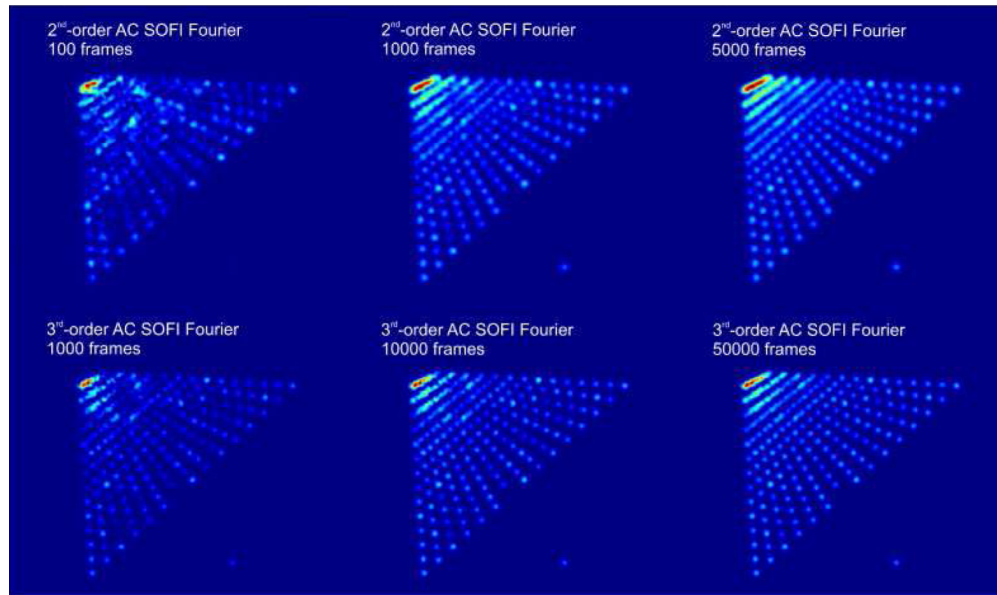 2nd-order AC SOFI Fourier
100 frames
2nd-order AC SOFI Fourier
1000 frames
2nd-order AC SOFI Fourier
5000 frames
3rd-order AC SOFI Fourier
1000 frames
3rd-order AC SOFI Fourier
10000 frames
3rd-order AC SOFI Fourier
50000 frames